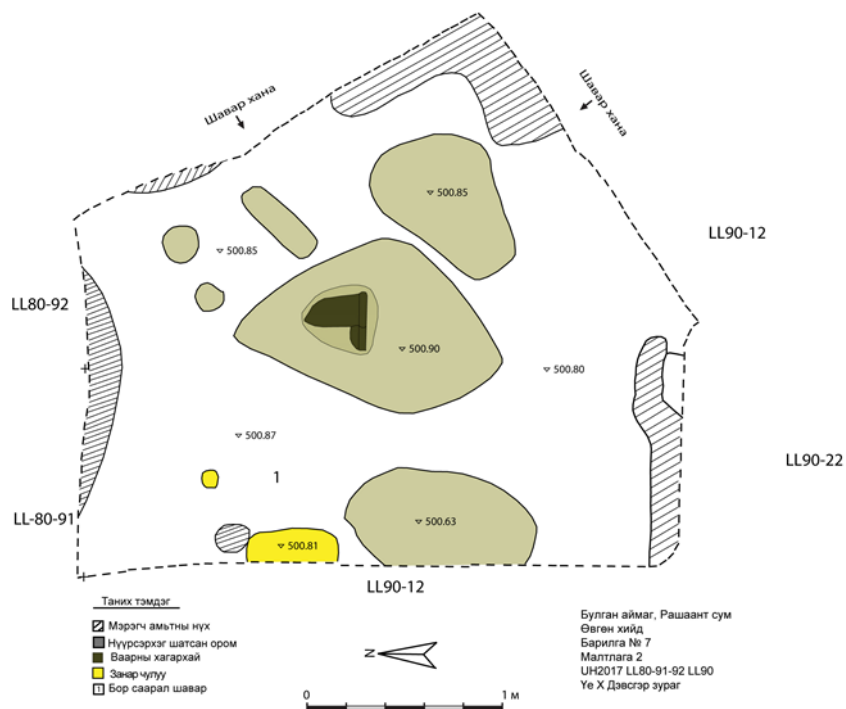 Шавар хана
Шавар хана
500.85
LL90-12
500.85
LL80-92
500.90
500.80
500.87
LL90-22
1
LL-80-91
500.63
500.81
LL90-12
Таних тэмдэг
Мэрэгч амьтны нүх
Нүүрсэрхэг шатсан ором
Ваарны хагархай
Занар чулуу
1 Бор саарал шавар
N
0 1 м
Булган аймаг, Рашаант сум
Өвгөн хийд
Барилга № 7
Малтлага 2
UH2017 LL80-91-92 LL90
Үе X Дэвсгэр зураг